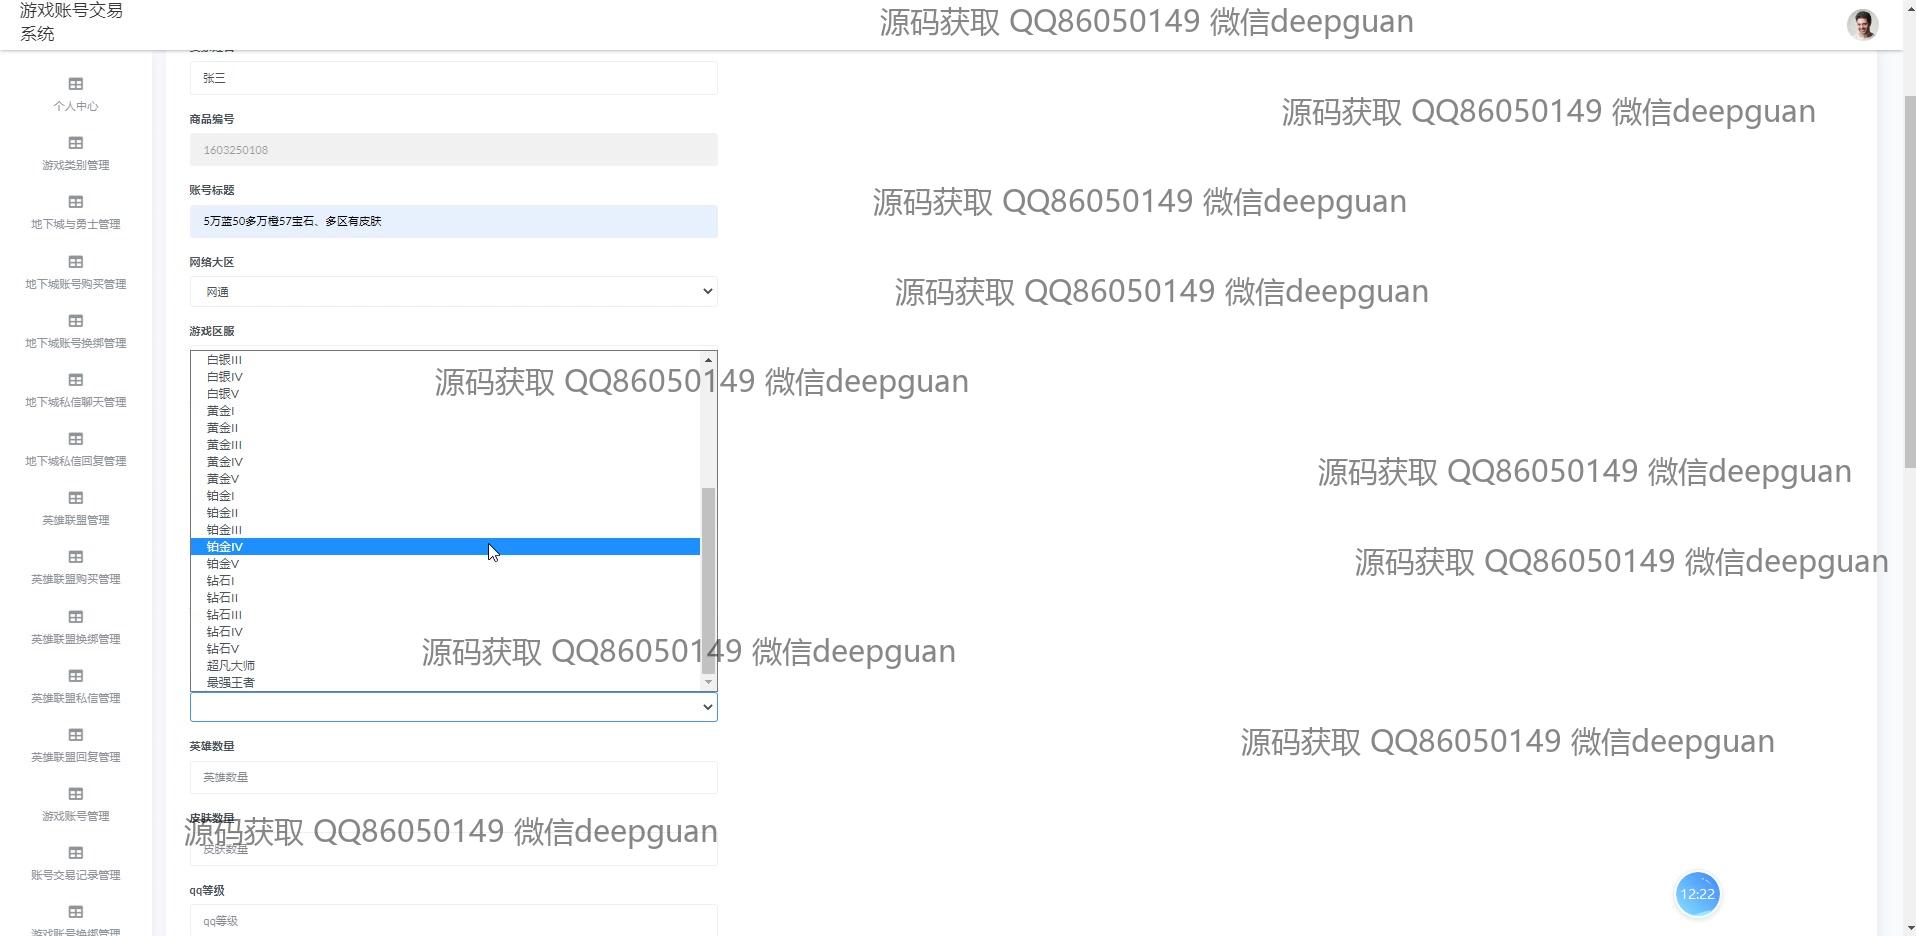 游戏账号交易
系统
源码获取 QQ86050149 微信deepguan
张三
个人中心
源码获取 QQ86050149 微信deepguan
商品编号
1603250108
游戏类别管理
账号标题
源码获取 QQ86050149 微信deepguan
5万蓝50多万橙57宝石、多区有皮肤
地下城与勇士管理
网络大区
地下城账号购买管理
网通
源码获取 QQ86050149 微信deepguan
游戏区服
地下城账号换绑管理
白银III
白银IV
源码获取 QQ86050149 微信deepguan
白银V
地下城私信聊天管理
黄金I
黄金II
黄金III
黄金IV
地下城私信回复管理
源码获取 QQ86050149 微信deepguan
黄金V
铂金I
铂金II
英雄联盟管理
铂金III
铂金IV
铂金V
源码获取 QQ86050149 微信deepguan
英雄联盟购买管理
钻石I
钻石II
钻石III
钻石IV
英雄联盟换绑管理
钻石V
源码获取 QQ86050149 微信deepguan
超凡大师
最强王者
英雄联盟私信管理
英雄数量
源码获取 QQ86050149 微信deepguan
英雄联盟回复管理
英雄数量
游戏账号管理
皮肤数量
源码获取 QQ86050149 微信deepguan
皮肤数量
账号交易记录管理
qq等级
12:22
qq等级
游戏账号换绑管理